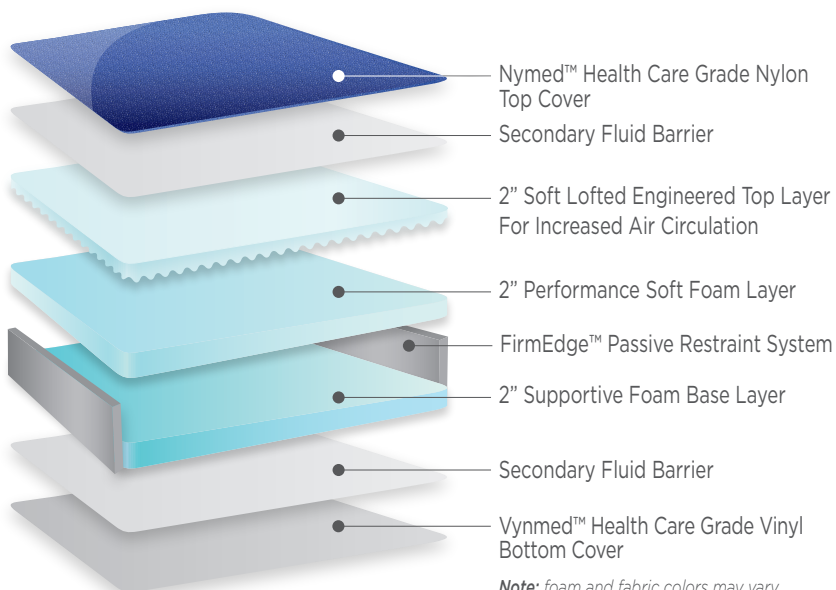 Nymed™ Health Care Grade Nylon
Top Cover
Secondary Fluid Barrier
2” Soft Lofted Engineered Top Layer
For Increased Air Circulation
2” Performance Soft Foam Layer
FirmEdge™ Passive Restraint System
2” Supportive Foam Base Layer
Secondary Fluid Barrier
Vynmed™ Health Care Grade Vinyl
Bottom Cover
Note: foam and fabric colors may vary